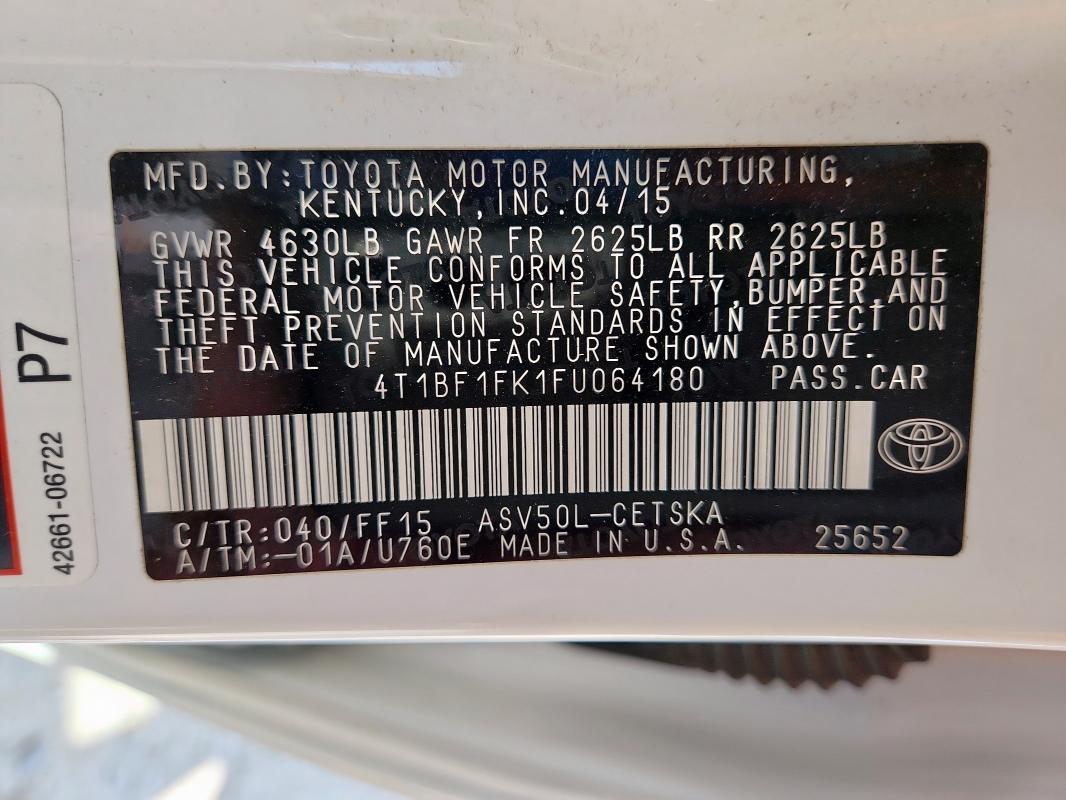 MFD.BY:TOYOTA MOTOR MANUFACTURING,
KENTUCKY,INC.04/15
GVWR 4630LB GAWR FR 2625LB RR 2625LB
THIS VEHICLE CONFORMS TO ALL APPLICABLE
FEDERAL MOTOR VEHICLE SAFETY,BUMPER,AND
THEFT PREVENTION STANDARDS IN EFFECT ON
THE DATE OF MANUFACTURE SHOWN ABOVE.
4T1BF1FK1FU064180 PASS.CAR
C/TR:040/FF15 ASV50L-CETSKA
A/TM:-01A/U760E MADE IN U.S.A. 25652
P7
42661-06722